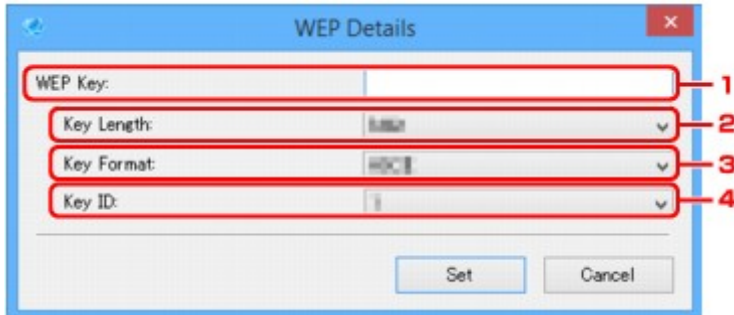 WEP Details
WEP Key: 1
Key Length: 2
Key Format: 3
Key ID: 4
Set Cancel